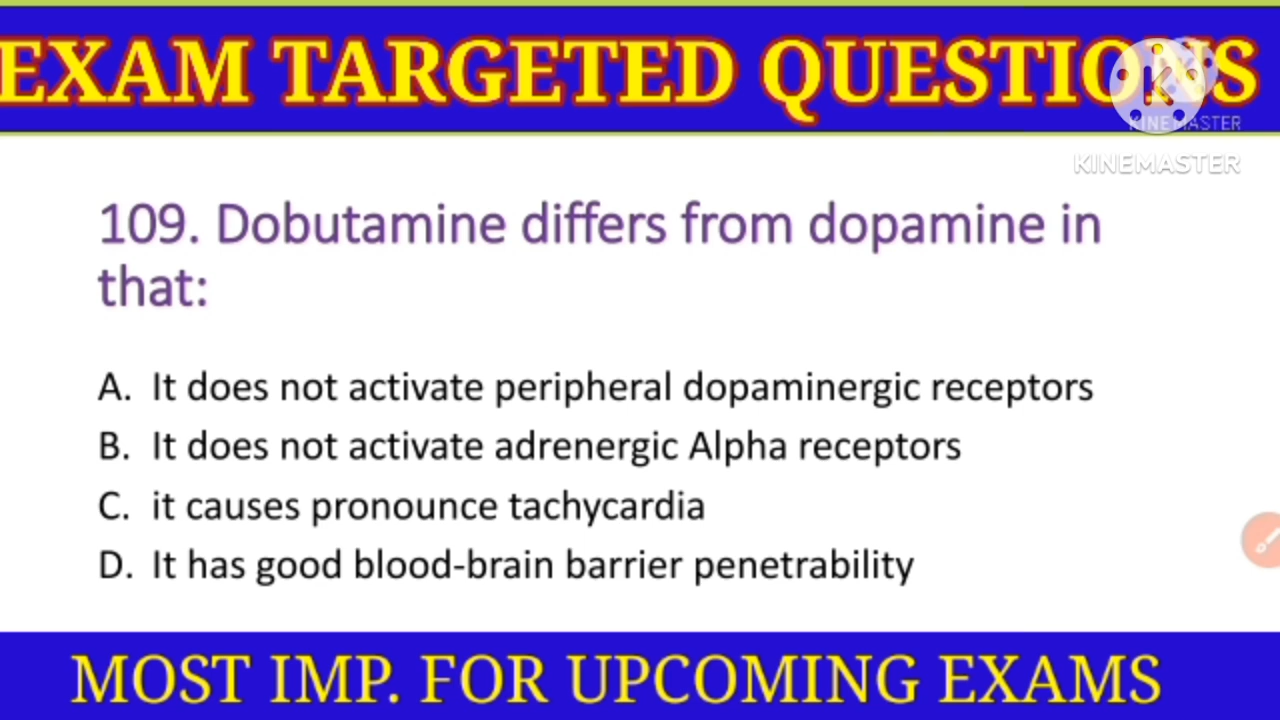 EXAM TARGETED QUESTIONS
KINEMASTER
KINEMASTER
109. Dobutamine differs from dopamine in
that:
A. It does not activate peripheral dopaminergic receptors
B. It does not activate adrenergic Alpha receptors
C. it causes pronounce tachycardia
D. It has good blood-brain barrier penetrability
MOST IMP. FOR UPCOMING EXAMS